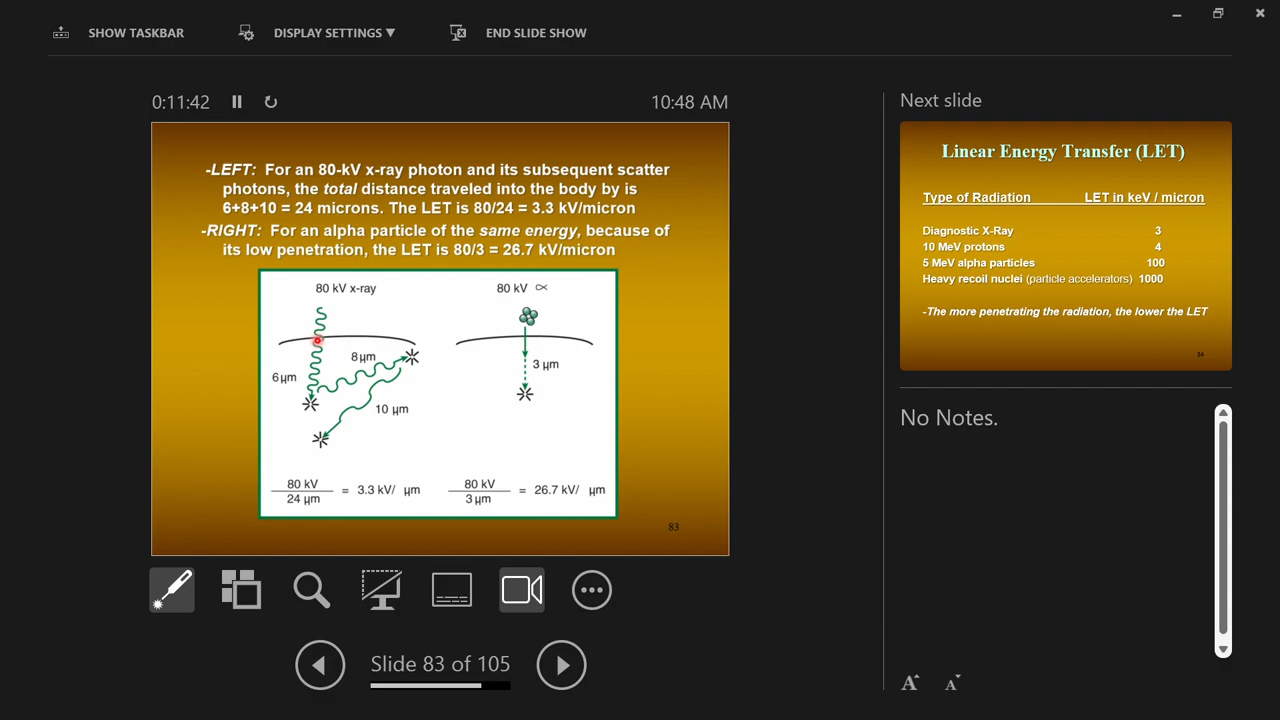 SHOW TASKBAR DISPLAY SETTINGS ▼ END SLIDE SHOW
0:11:42 10:48 AM
-LEFT: For an 80-kV x-ray photon and its subsequent scatter
photons, the total distance traveled into the body by is
6+8+10 = 24 microns. The LET is 80/24 = 3.3 kV/micron
-RIGHT: For an alpha particle of the same energy, because of
its low penetration, the LET is 80/3 = 26.7 kV/micron
80 kV x-ray 80 kV ∝
8 μm
6 μm
3 μm
10 μm
80 kV
24 μm
= 3.3 kV/ μm
80 kV
3 μm
= 26.7 kV/ μm
83
Slide 83 of 105
Next slide
Linear Energy Transfer (LET)
Type of Radiation LET in keV / micron
Diagnostic X-Ray 3
10 MeV protons 4
5 MeV alpha particles 100
Heavy recoil nuclei (particle accelerators) 1000
-The more penetrating the radiation, the lower the LET
84
No Notes.
A A